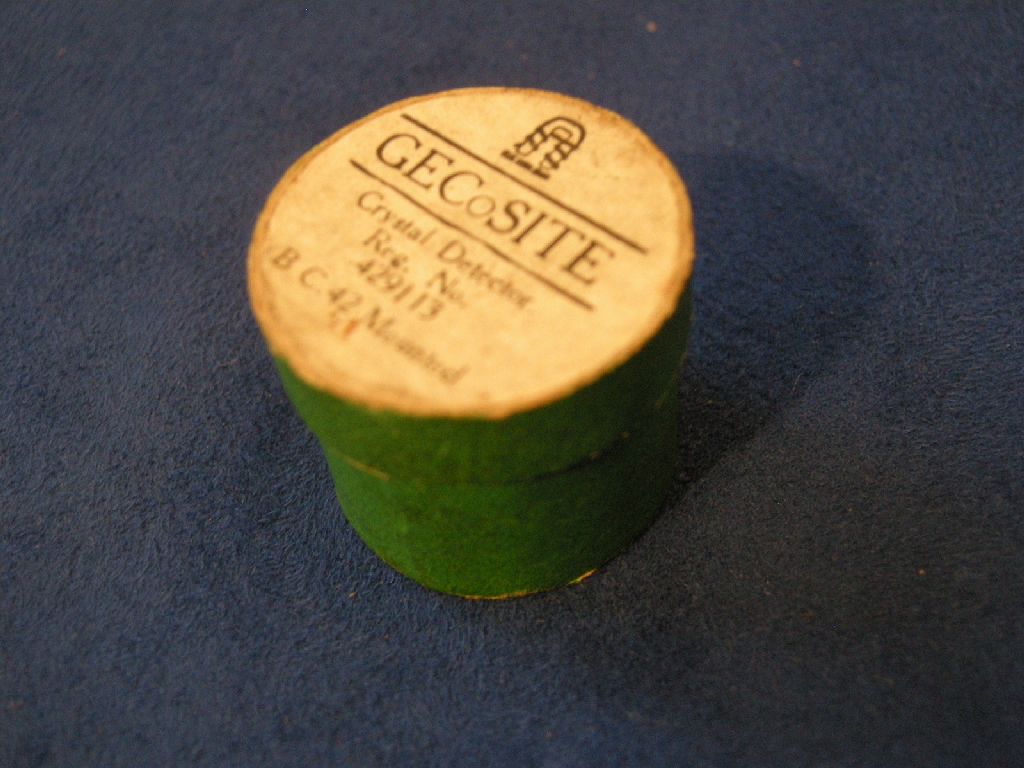 GECoSITE
Crystal Detector
Reg. No.
429113
B C 42 Mounted